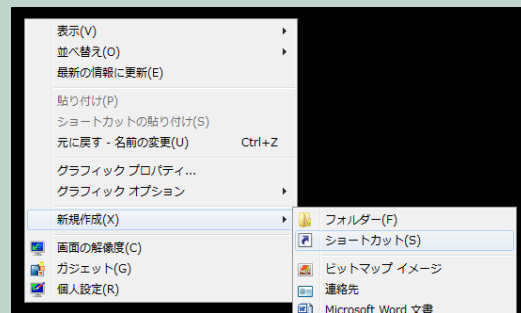 表示(V)
並べ替え(O)
最新の情報に更新(E)
貼り付け(P)
ショートカットの貼り付け(S)
元に戻す - 名前の変更(U) Ctrl+Z
グラフィック プロパティ...
グラフィック オプション
新規作成(X)
画面の解像度(C)
ガジェット(G)
個人設定(R)
フォルダー(F)
ショートカット(S)
ビットマップ イメージ
連絡先
Microsoft Word 文書